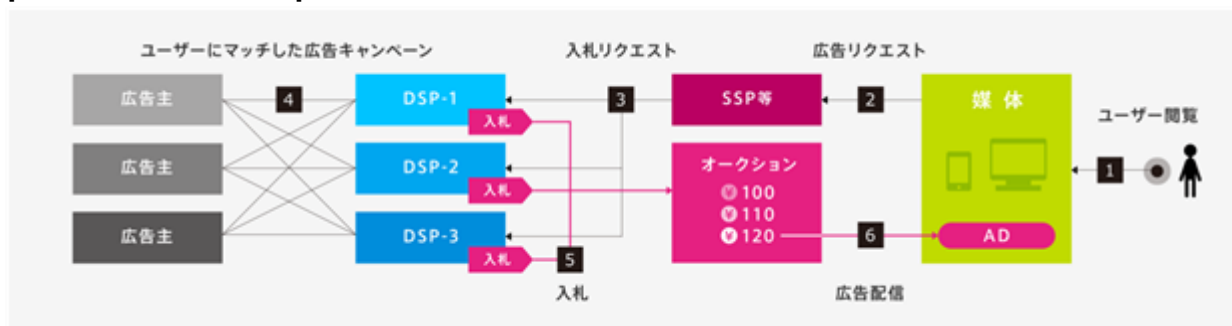 ユーザーにマッチした広告キャンペーン
入札リクエスト
広告リクエスト
広告主
4
DSP-1
入札
3
SSP等
2
媒体
ユーザー閲覧
1
広告主
DSP-2
入札
オークション
¥100
¥110
¥120
広告主
DSP-3
入札
5
入札
6
AD
広告配信